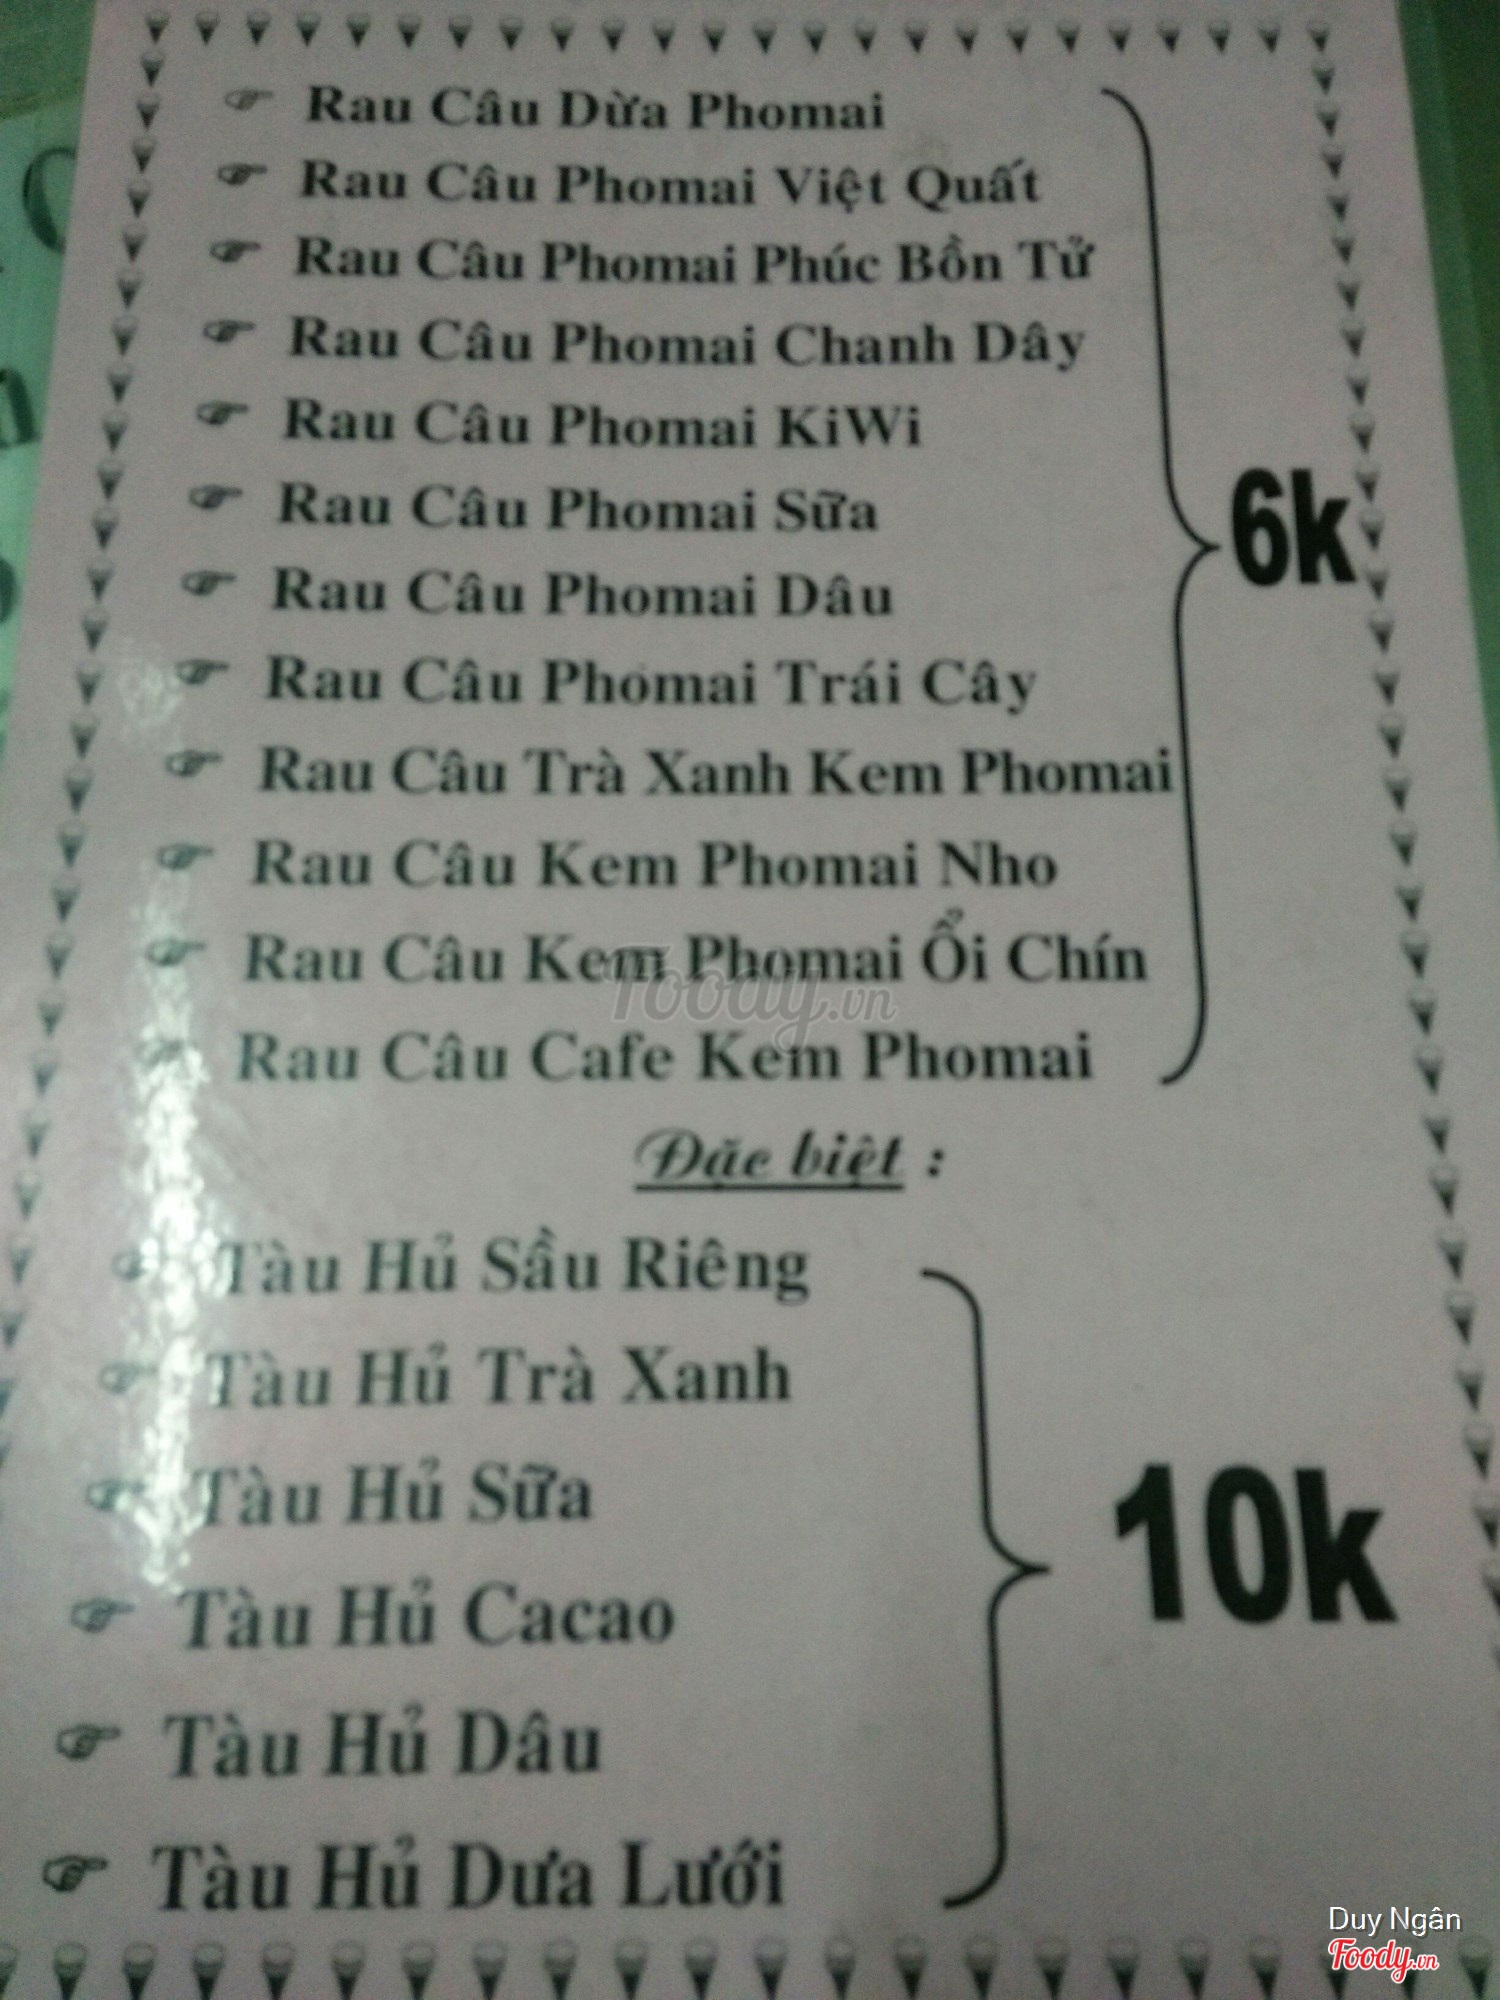 Rau Câu Dừa Phomai
Rau Câu Phomai Việt Quất
Rau Câu Phomai Phúc Bồn Tử
Rau Câu Phomai Chanh Dây
Rau Câu Phomai KiWi
Rau Câu Phomai Sữa
Rau Câu Phomai Dâu
Rau Câu Phomai Trái Cây
Rau Câu Trà Xanh Kem Phomai
Rau Câu Kem Phomai Nho
Rau Câu Kem Phomai Ổi Chín
Rau Câu Cafe Kem Phomai
6k
Đặc biệt :
Tàu Hủ Sầu Riêng
Tàu Hủ Trà Xanh
Tàu Hủ Sữa
Tàu Hủ Cacao
Tàu Hủ Dâu
Tàu Hủ Dưa Lưới
10k
Foody.vn
Duy Ngân
Foody.vn